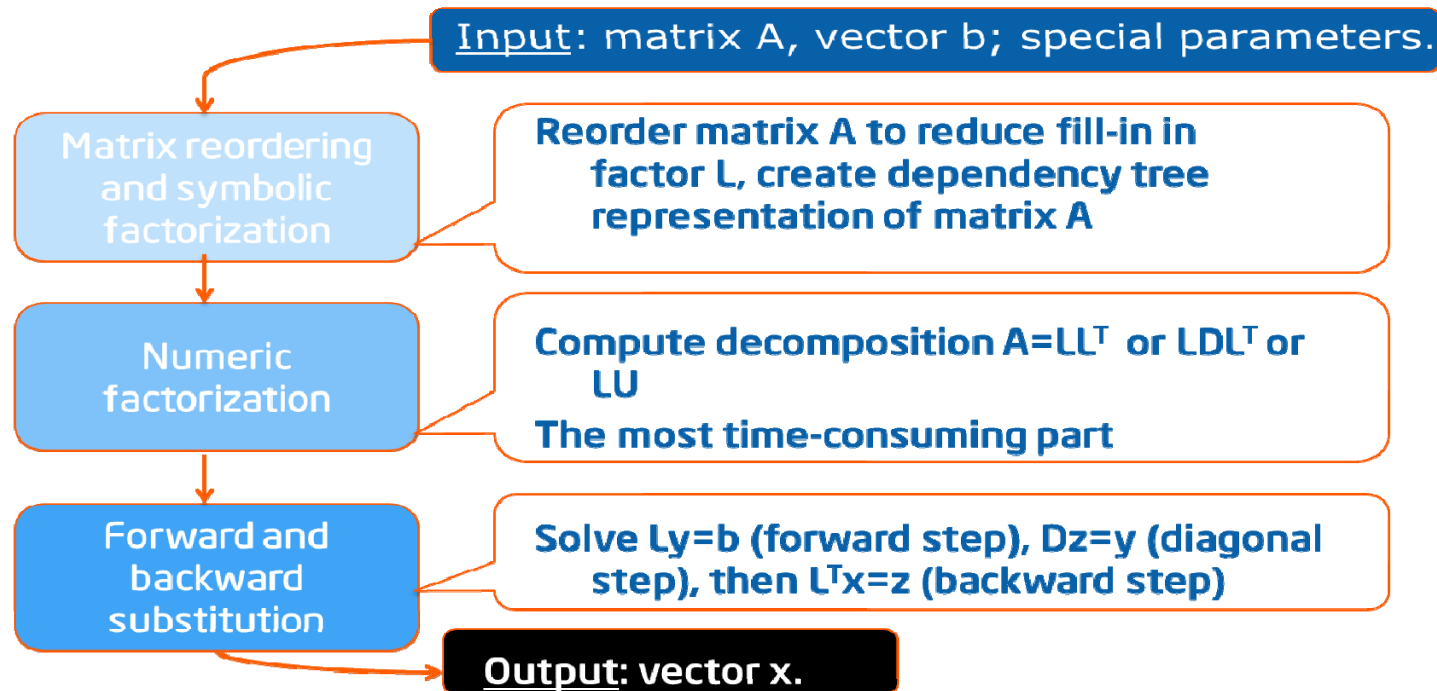 Input: matrix A, vector b; special parameters.
Matrix reordering
and symbolic
factorization
Reorder matrix A to reduce fill-in in
factor L, create dependency tree
representation of matrix A
Numeric
factorization
Compute decomposition A=LLᵀ or LDLᵀ or
LU
The most time-consuming part
Forward and
backward
substitution
Solve Ly=b (forward step), Dz=y (diagonal
step), then Lᵀx=z (backward step)
Output: vector x.